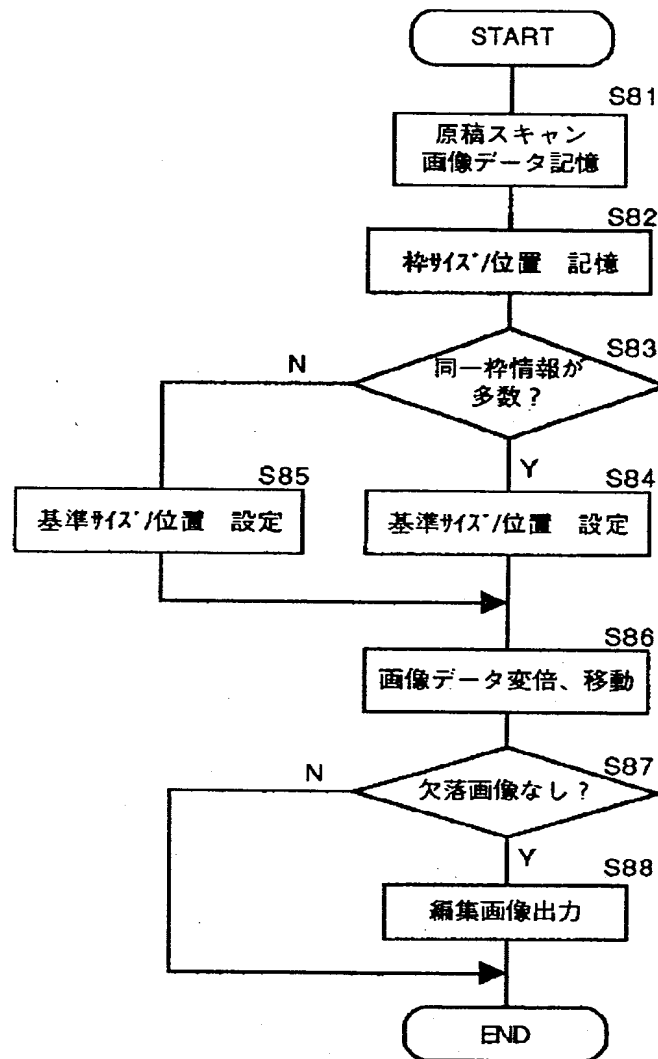 START
S81
原稿スキャン
画像データ記憶
S82
枠ｻｲｽﾞ/位置　記憶
S83
同一枠情報が
多数？
N
Y
S85
基準ｻｲｽﾞ/位置　設定
S84
基準ｻｲｽﾞ/位置　設定
S86
画像データ変倍、移動
S87
欠落画像なし？
N
Y
S88
編集画像出力
END